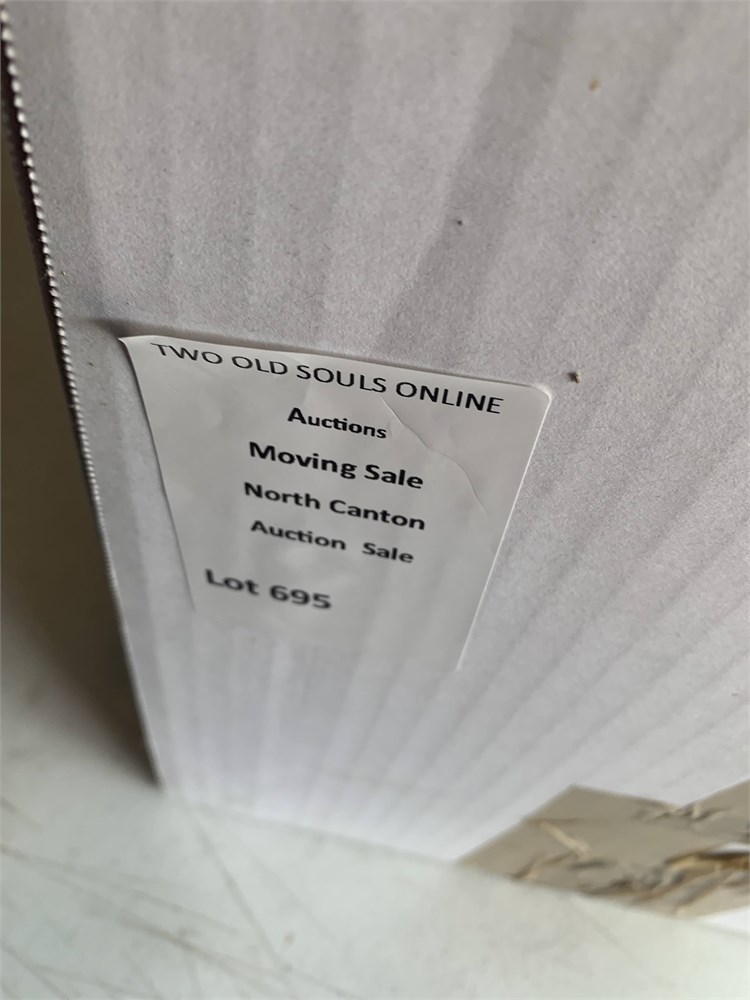 TWO OLD SOULS ONLINE
Auctions
Moving Sale
North Canton
Auction Sale
Lot 695